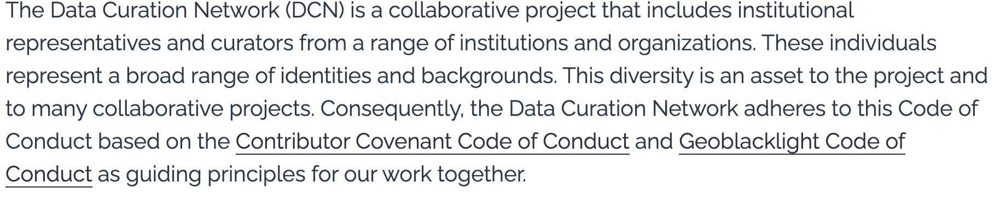 The Data Curation Network (DCN) is a collaborative project that includes institutional
representatives and curators from a range of institutions and organizations. These individuals
represent a broad range of identities and backgrounds. This diversity is an asset to the project and
to many collaborative projects. Consequently, the Data Curation Network adheres to this Code of
Conduct based on the Contributor Covenant Code of Conduct and Geoblacklight Code of
Conduct as guiding principles for our work together.